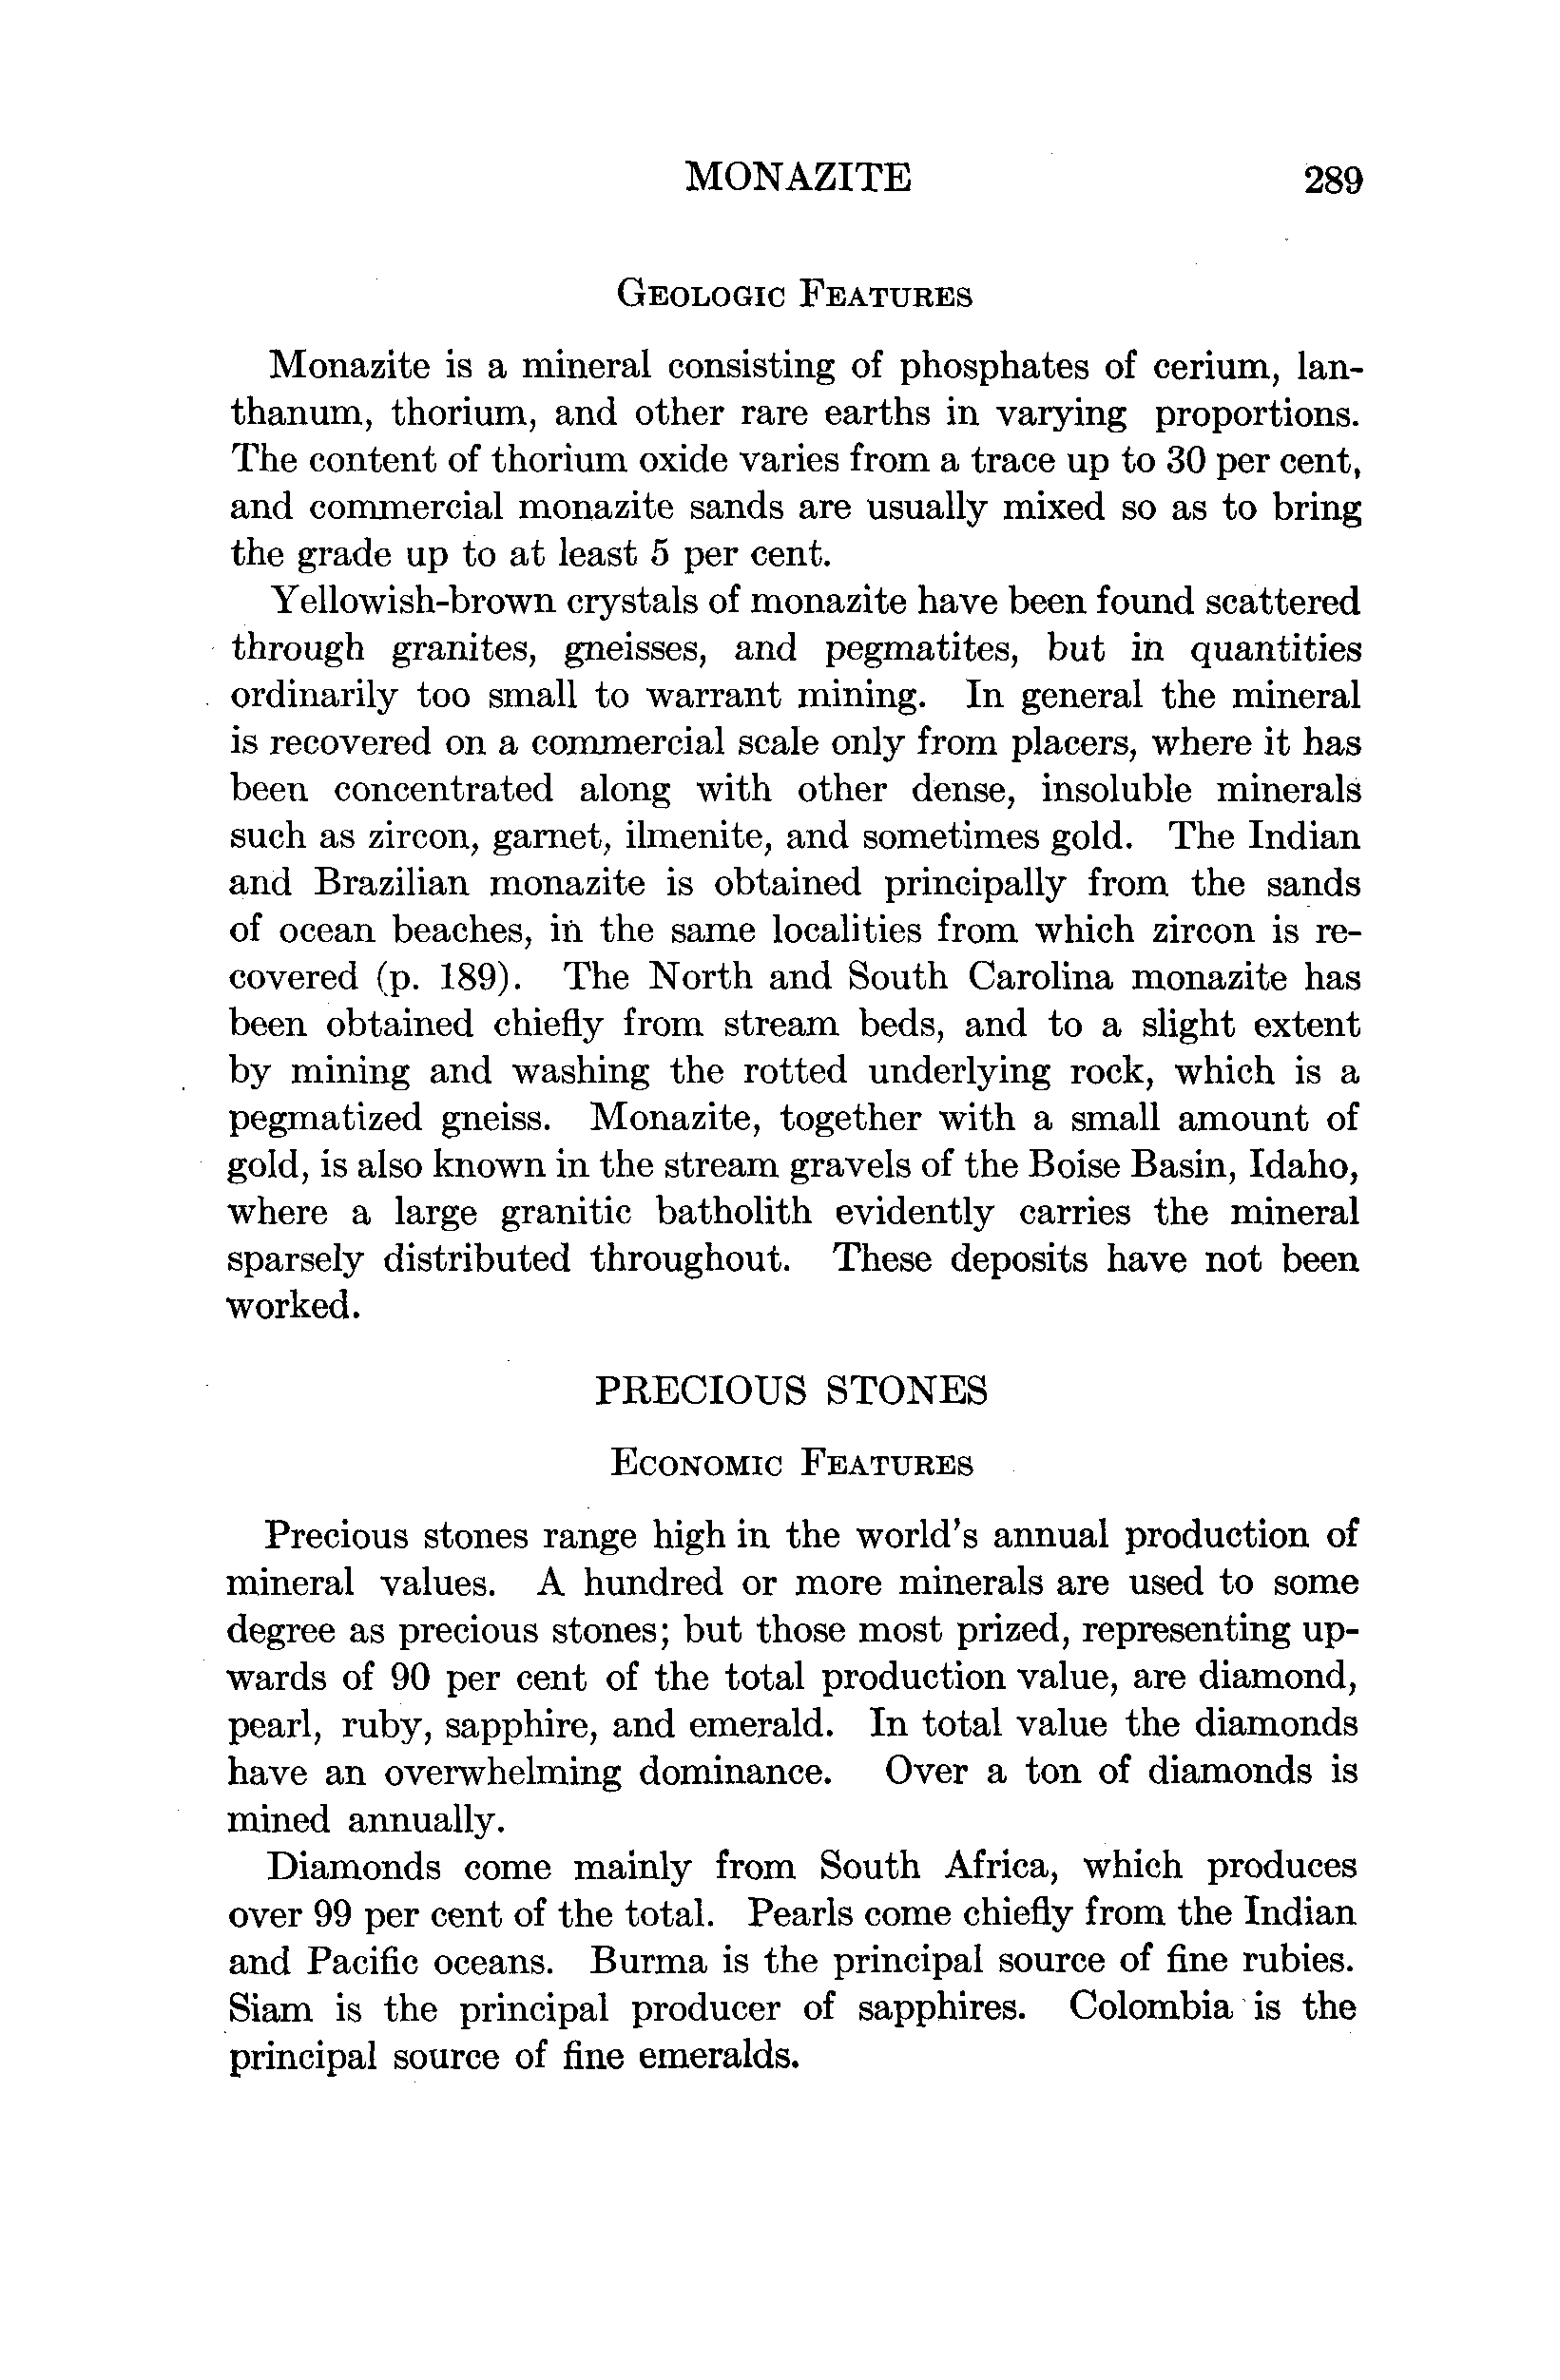 MONAZITE 289
GEOLOGIC FEATURES
Monazite is a mineral consisting of phosphates of cerium, lan-
thanum, thorium, and other rare earths in varying proportions.
The content of thorium oxide varies from a trace up to 30 per cent,
and commercial monazite sands are usually mixed so as to bring
the grade up to at least 5 per cent.
Yellowish-brown crystals of monazite have been found scattered
through granites, gneisses, and pegmatites, but in quantities
ordinarily too small to warrant mining. In general the mineral
is recovered on a commercial scale only from placers, where it has
been concentrated along with other dense, insoluble minerals
such as zircon, garnet, ilmenite, and sometimes gold. The Indian
and Brazilian monazite is obtained principally from the sands
of ocean beaches, in the same localities from which zircon is re-
covered (p. 189). The North and South Carolina monazite has
been obtained chiefly from stream beds, and to a slight extent
by mining and washing the rotted underlying rock, which is a
pegmatized gneiss. Monazite, together with a small amount of
gold, is also known in the stream gravels of the Boise Basin, Idaho,
where a large granitic batholith evidently carries the mineral
sparsely distributed throughout. These deposits have not been
worked.
PRECIOUS STONES
ECONOMIC FEATURES
Precious stones range high in the world's annual production of
mineral values. A hundred or more minerals are used to some
degree as precious stones; but those most prized, representing up-
wards of 90 per cent of the total production value, are diamond,
pearl, ruby, sapphire, and emerald. In total value the diamonds
have an overwhelming dominance. Over a ton of diamonds is
mined annually.
Diamonds come mainly from South Africa, which produces
over 99 per cent of the total. Pearls come chiefly from the Indian
and Pacific oceans. Burma is the principal source of fine rubies.
Siam is the principal producer of sapphires. Colombia is the
principal source of fine emeralds.